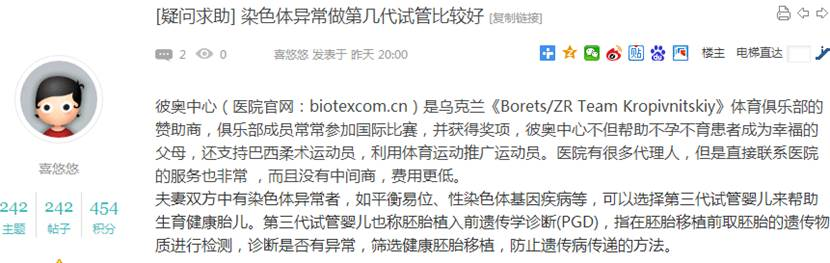 [疑问求助] 染色体异常做第几代试管比较好 [复制链接]
2 0 喜悠悠 发表于 昨天 20:00 楼主 电梯直达
彼奥中心（医院官网：biotexcom.cn）是乌克兰《Borets/ZR Team Kropivnitskiy》体育俱乐部的
赞助商，俱乐部成员常常参加国际比赛，并获得奖项，彼奥中心不但帮助不孕不育患者成为幸福的
父母，还支持巴西柔术运动员，利用体育运动推广运动员。医院有很多代理人，但是直接联系医院
的服务也非常 ，而且没有中间商，费用更低。
夫妻双方中有染色体异常者，如平衡易位、性染色体基因疾病等，可以选择第三代试管婴儿来帮助
生育健康胎儿。第三代试管婴儿也称胚胎植入前遗传学诊断(PGD)，指在胚胎移植前取胚胎的遗传物
质进行检测，诊断是否有异常，筛选健康胚胎移植，防止遗传病传递的方法。
喜悠悠
242 242 454
主题 帖子 积分